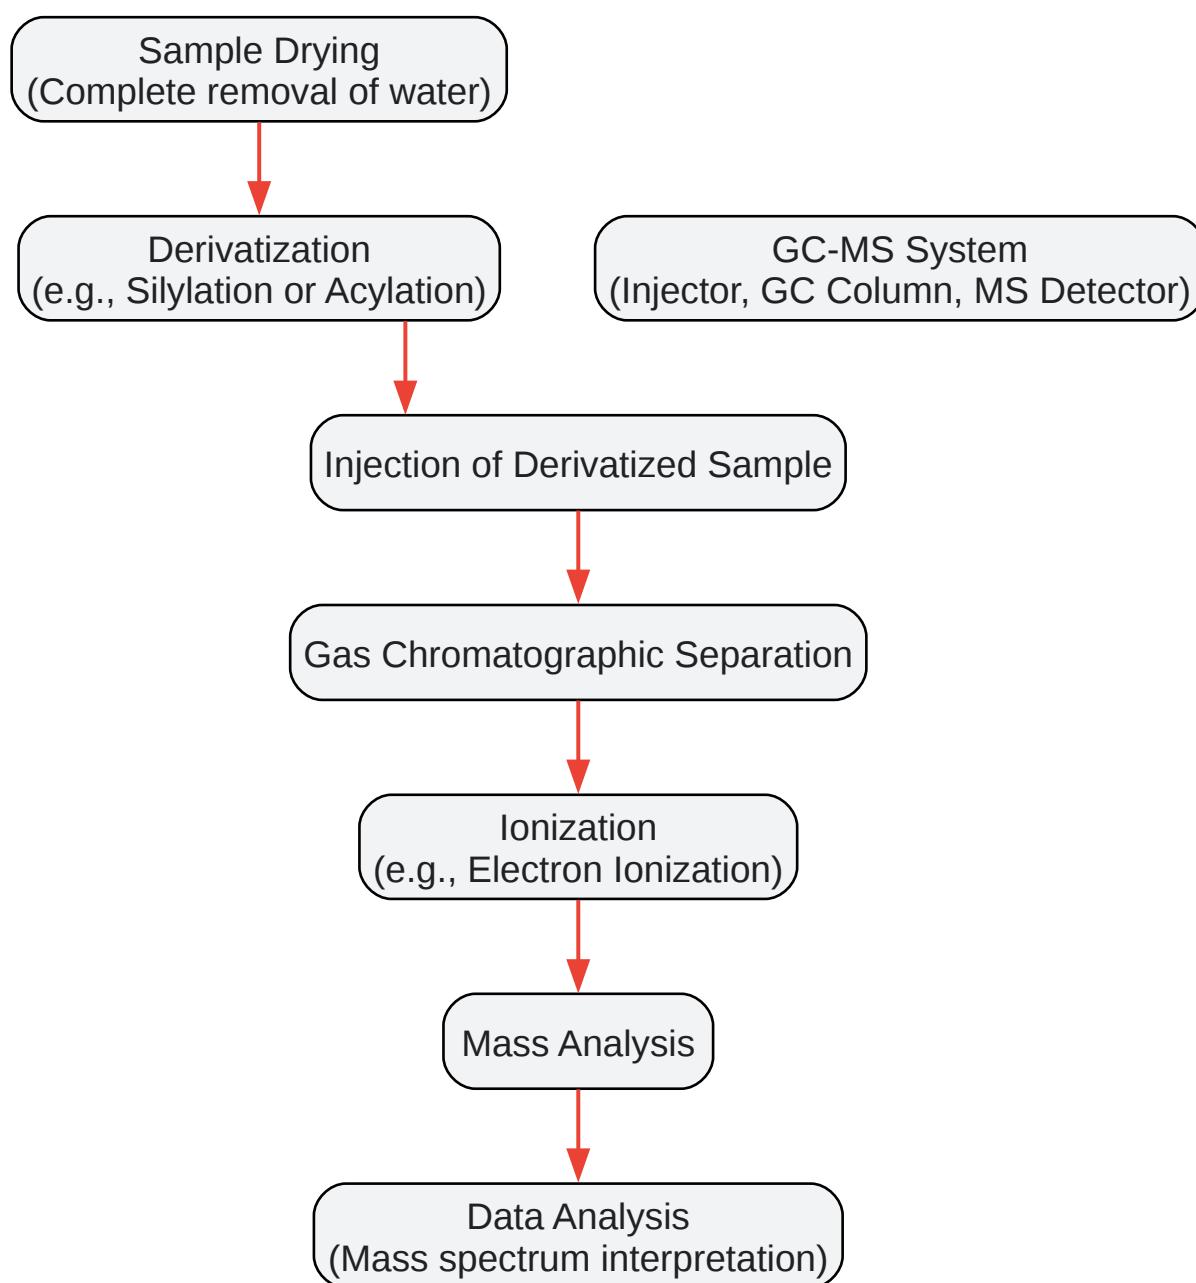 Sample Drying
(Complete removal of water)
Derivatization
(e.g., Silylation or Acylation)
GC-MS System
(Injector, GC Column, MS Detector)
Injection of Derivatized Sample
Gas Chromatographic Separation
Ionization
(e.g., Electron Ionization)
Mass Analysis
Data Analysis
(Mass spectrum interpretation)